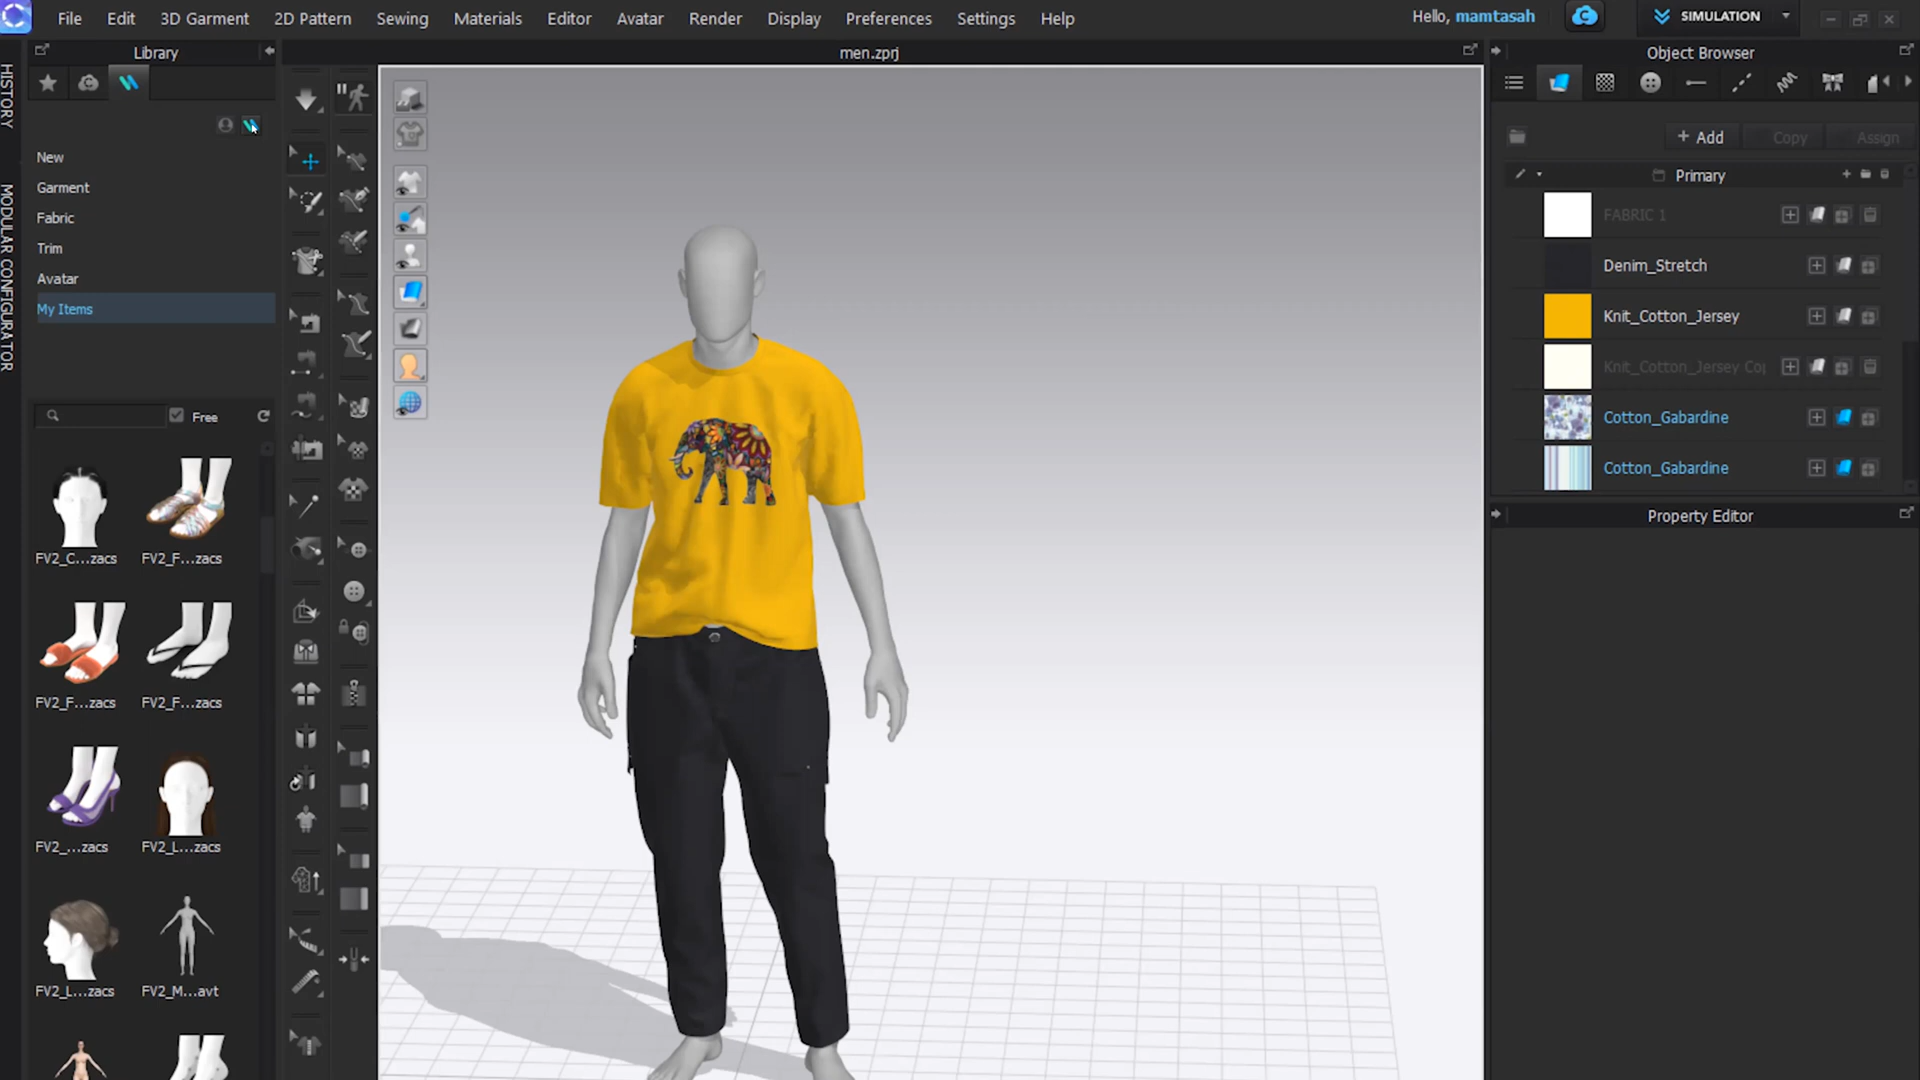 File Edit 3D Garment 2D Pattern Sewing Materials Editor Avatar Render Display Preferences Settings Help
Hello, mamtasah
SIMULATION
Library
men.zprj
Object Browser
HISTORY
MODULAR CONFIGURATOR
New
Garment
Fabric
Trim
Avatar
My Items
Free
FV2_C...zacs
FV2_F...zacs
FV2_F...zacs
FV2_F...zacs
FV2_...zacs
FV2_L...zacs
FV2_L...zacs
FV2_M...avt
+ Add
Copy
Assign
Primary
FABRIC 1
Denim_Stretch
Knit_Cotton_Jersey
Knit_Cotton_Jersey Co
Cotton_Gabardine
Cotton_Gabardine
Property Editor